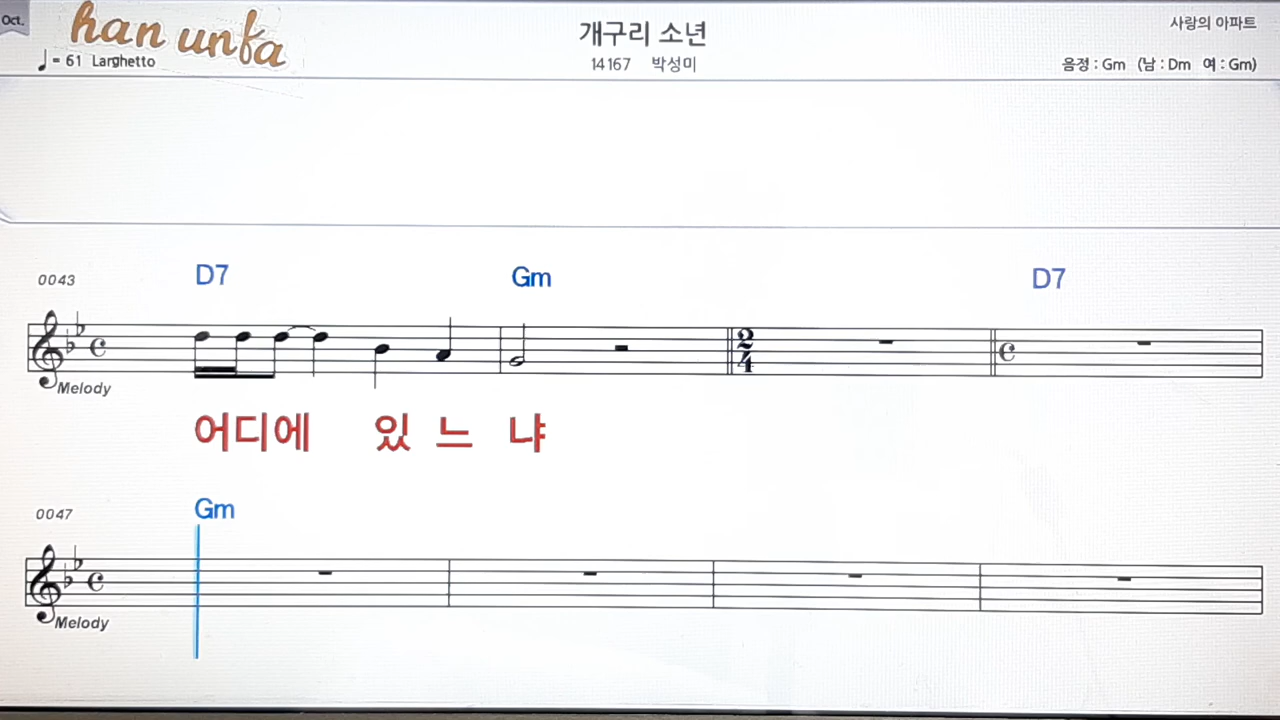 Oct.
han unfa
개구리 소년
사랑의 아파트
♩= 61 Larghetto
14167 박성미
음정 : Gm (남 : Dm 여 : Gm)
0043
D7 Gm D7
2
4
Melody
어디에 있 느 냐
0047
Gm
Melody